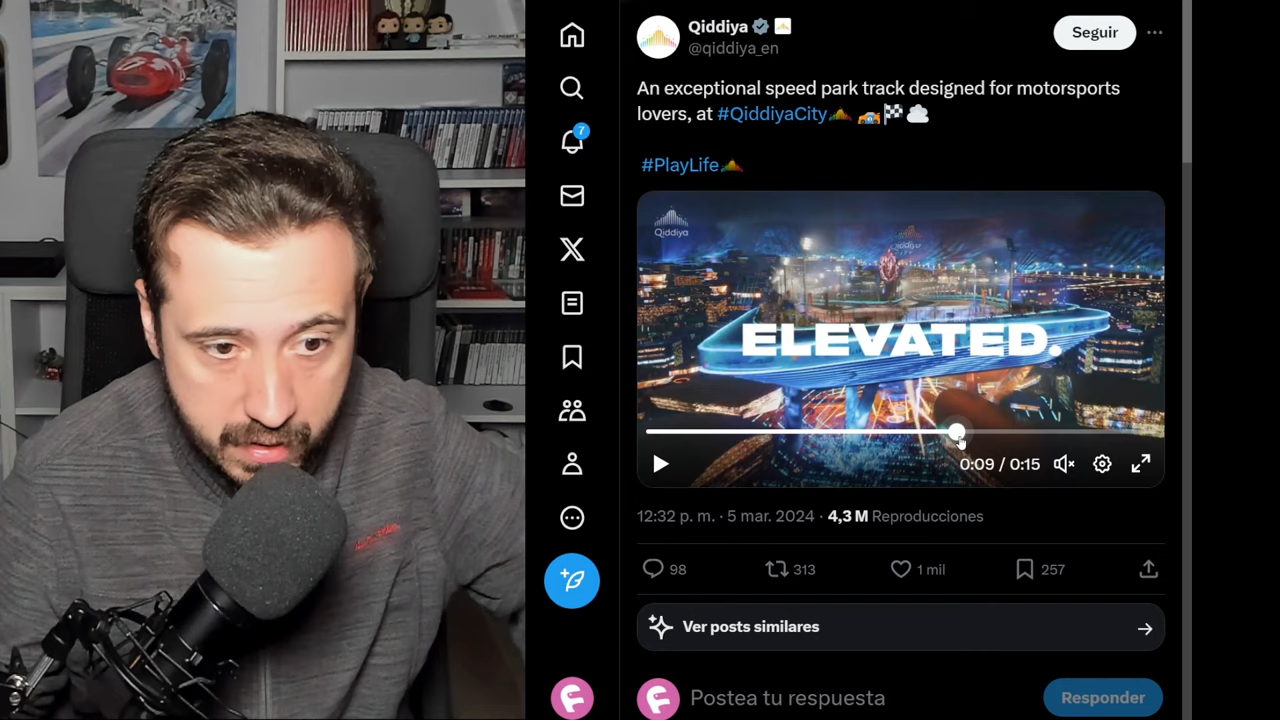 Qiddiya
@qiddiya_en
Seguir
An exceptional speed park track designed for motorsports
lovers, at #QiddiyaCity
#PlayLife
Qiddiya
Qiddiya
ELEVATED.
0:09 / 0:15
12:32 p. m. · 5 mar. 2024 · 4,3 M Reproducciones
98
313
1 mil
257
Ver posts similares
Postea tu respuesta
Responder
7